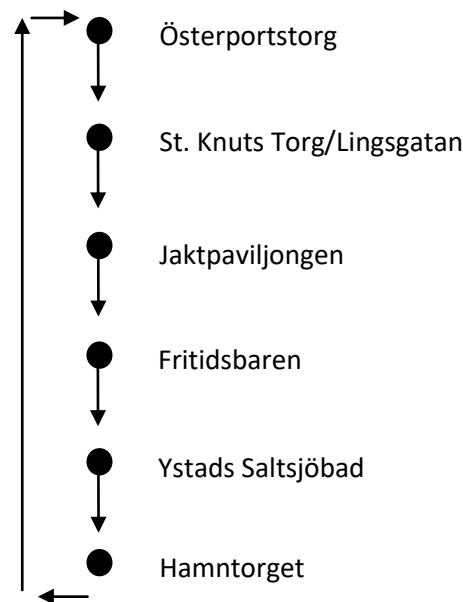 Österportstorg
St. Knuts Torg/Lingsgatan
Jaktpaviljongen
Fritidsbaren
Ystads Saltsjöbad
Hamntorget